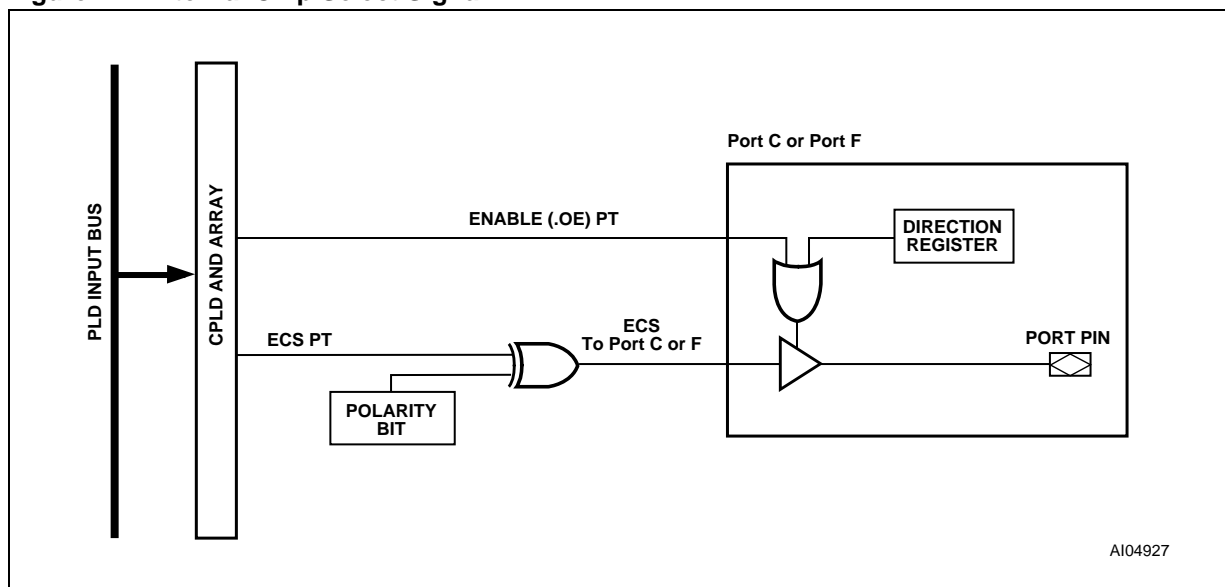 Port C or Port F
PLD INPUT BUS
CPLD AND ARRAY
ENABLE (.OE) PT
DIRECTION
REGISTER
ECS PT
ECS
To Port C or F
PORT PIN
POLARITY
BIT
AI04927